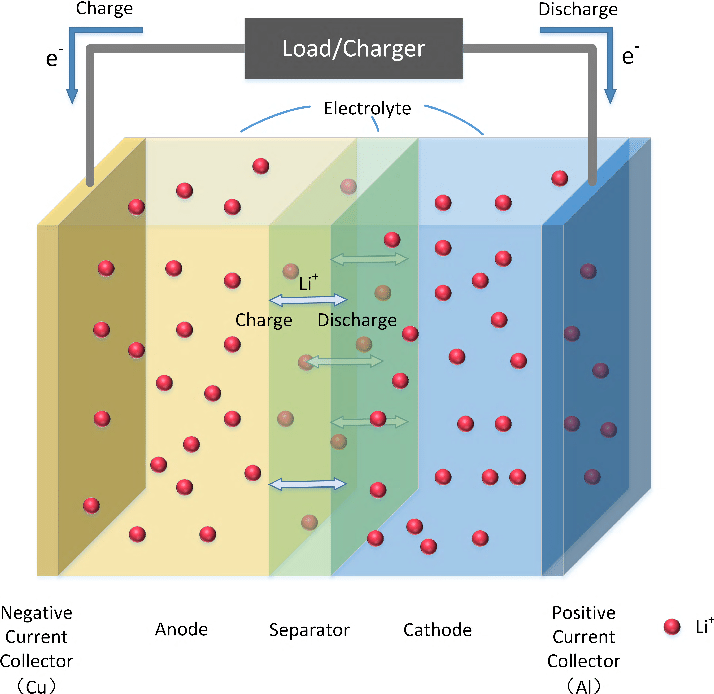 Charge
Discharge
e-
Load/Charger
e-
Electrolyte
Li+
Charge
Discharge
Negative
Current
Collector
（Cu）
Anode
Separator
Cathode
Positive
Current
Collector
（Al）
Li+